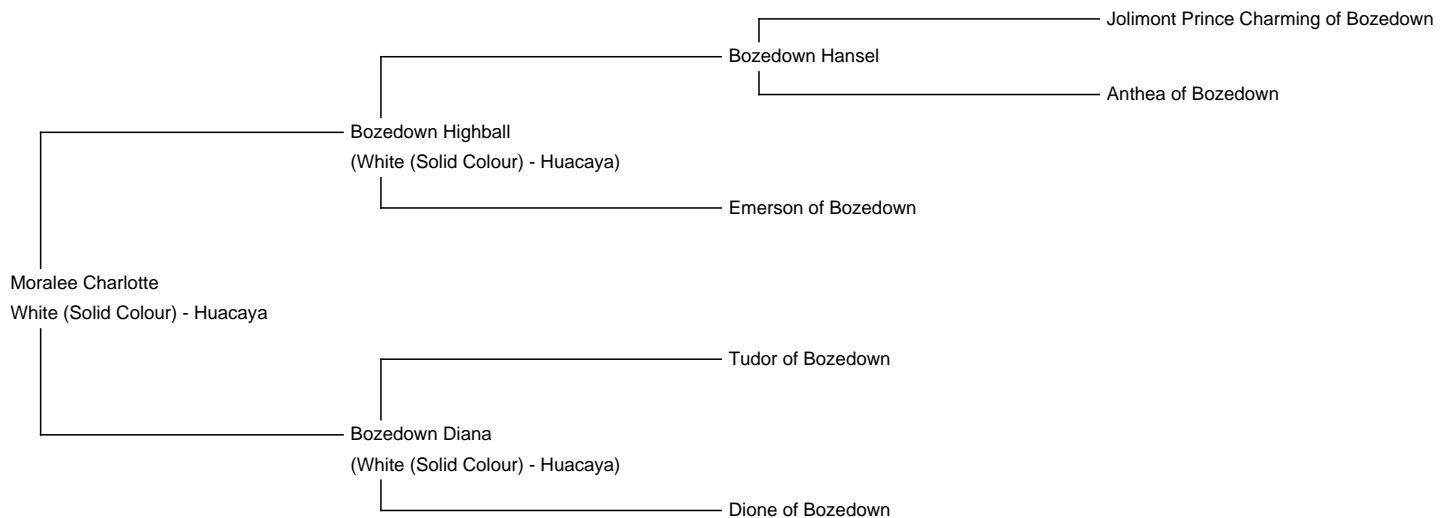 Jolimont Prince Charming of Bozedown
Bozedown Hansel
Anthea of Bozedown
Bozedown Highball
(White (Solid Colour) - Huacaya)
Emerson of Bozedown
Moralee Charlotte
White (Solid Colour) - Huacaya
Tudor of Bozedown
Bozedown Diana
(White (Solid Colour) - Huacaya)
Dione of Bozedown